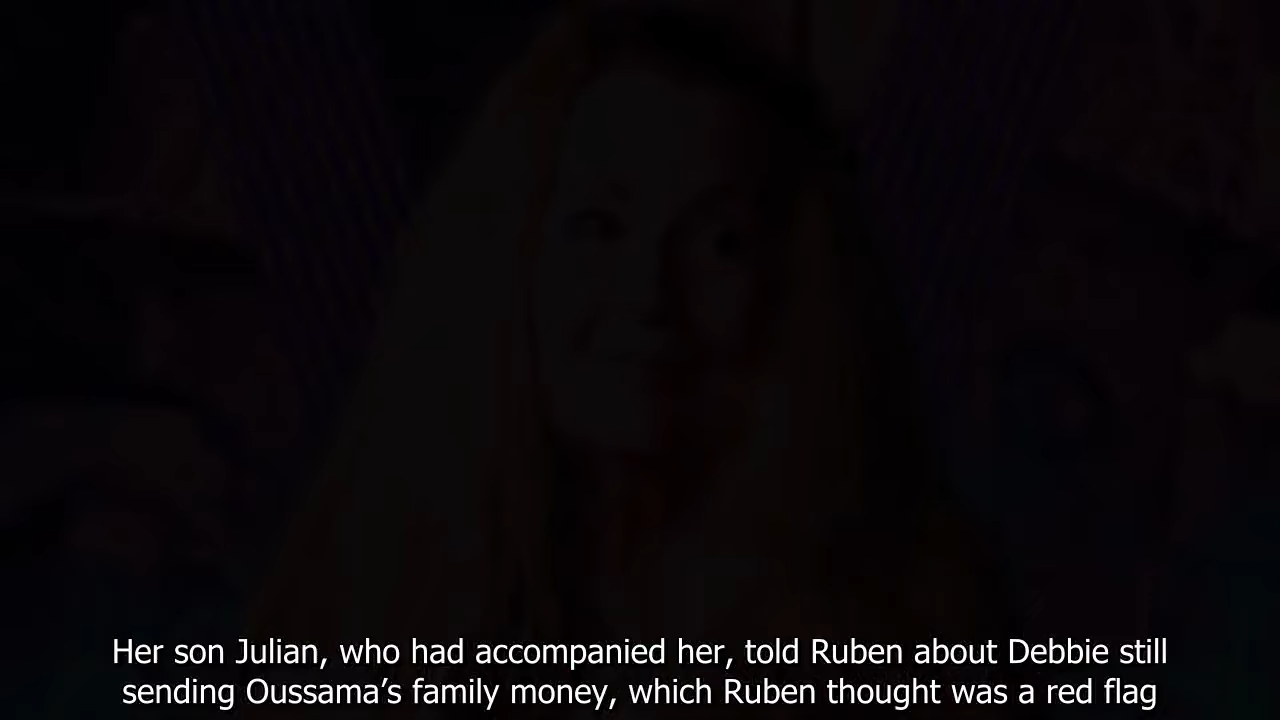 Her son Julian, who had accompanied her, told Ruben about Debbie still
sending Oussama’s family money, which Ruben thought was a red flag